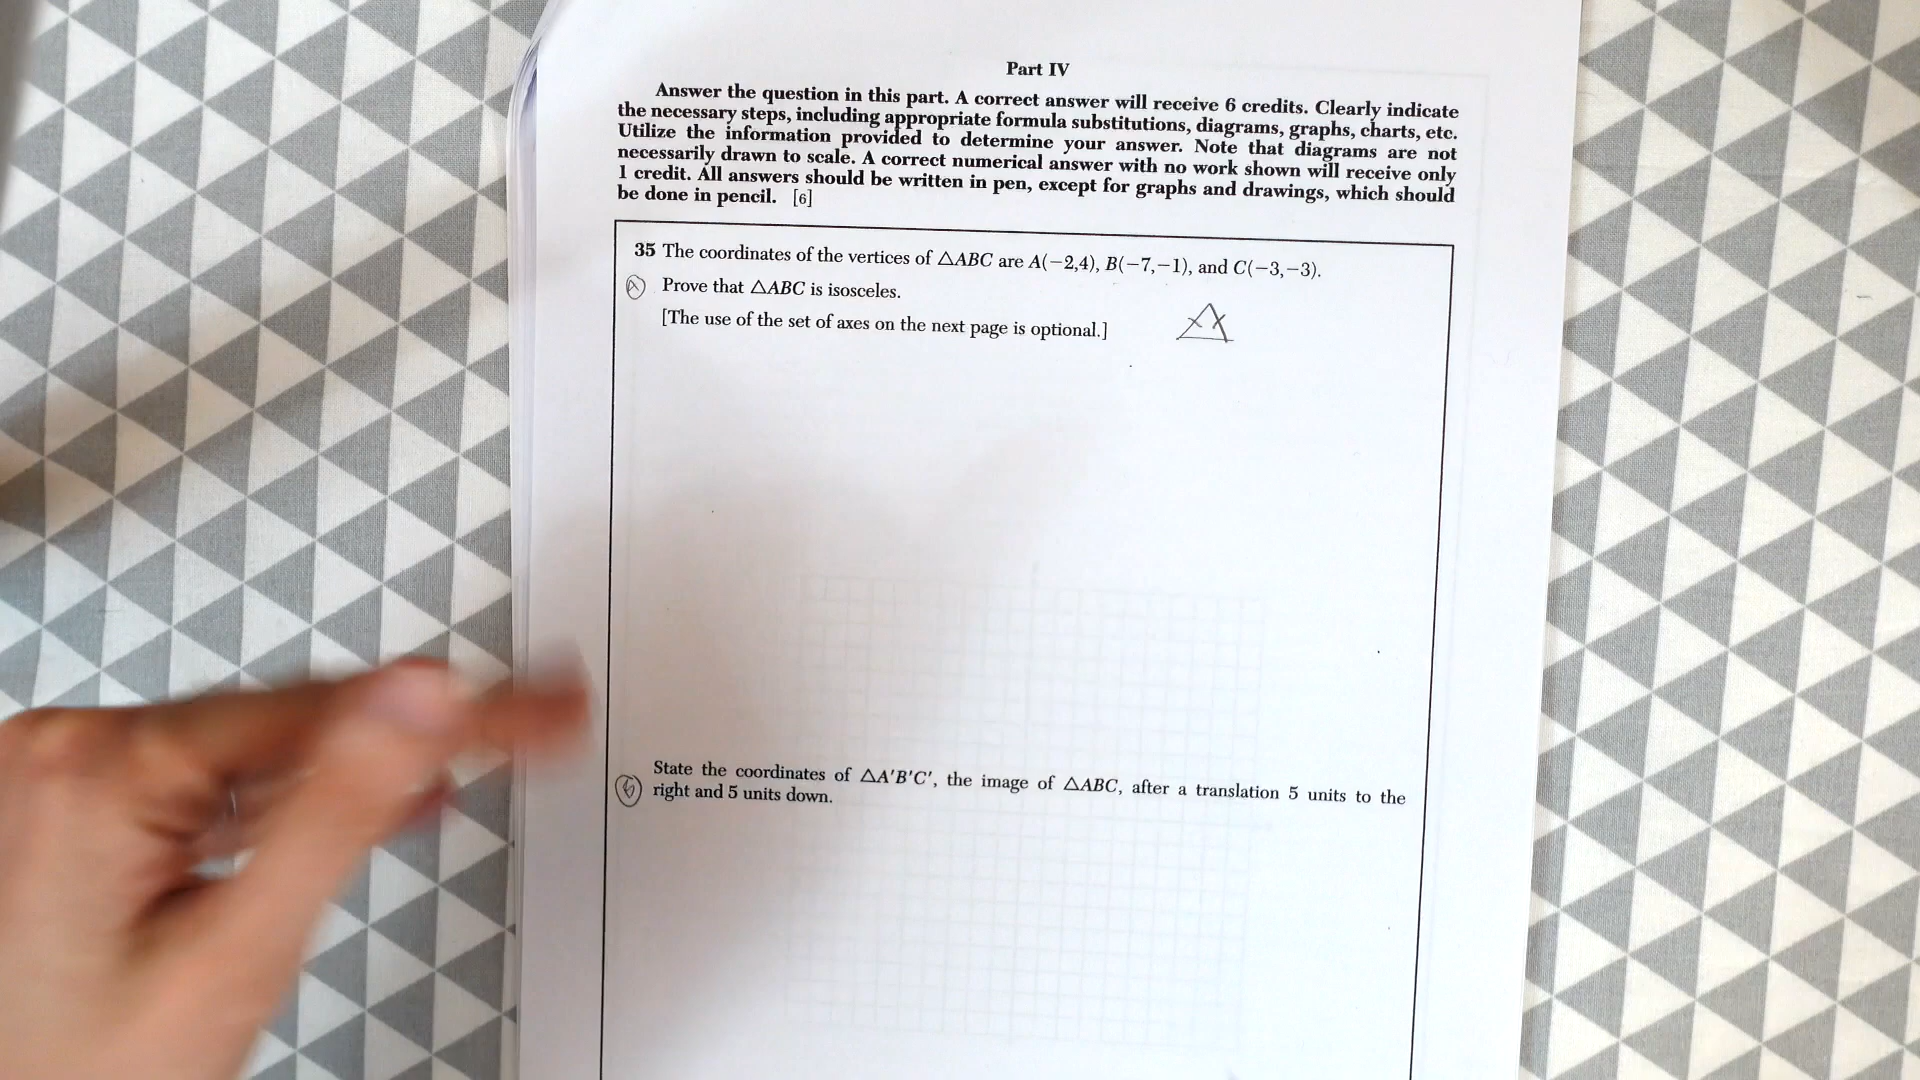 Part IV
Answer the question in this part. A correct answer will receive 6 credits. Clearly indicate
the necessary steps, including appropriate formula substitutions, diagrams, graphs, charts, etc.
Utilize the information provided to determine your answer. Note that diagrams are not
necessarily drawn to scale. A correct numerical answer with no work shown will receive only
1 credit. All answers should be written in pen, except for graphs and drawings, which should
be done in pencil. [6]
35 The coordinates of the vertices of △ABC are A(−2,4), B(−7,−1), and C(−3,−3).
Prove that △ABC is isosceles.
[The use of the set of axes on the next page is optional.]
State the coordinates of △A′B′C′, the image of △ABC, after a translation 5 units to the
b right and 5 units down.